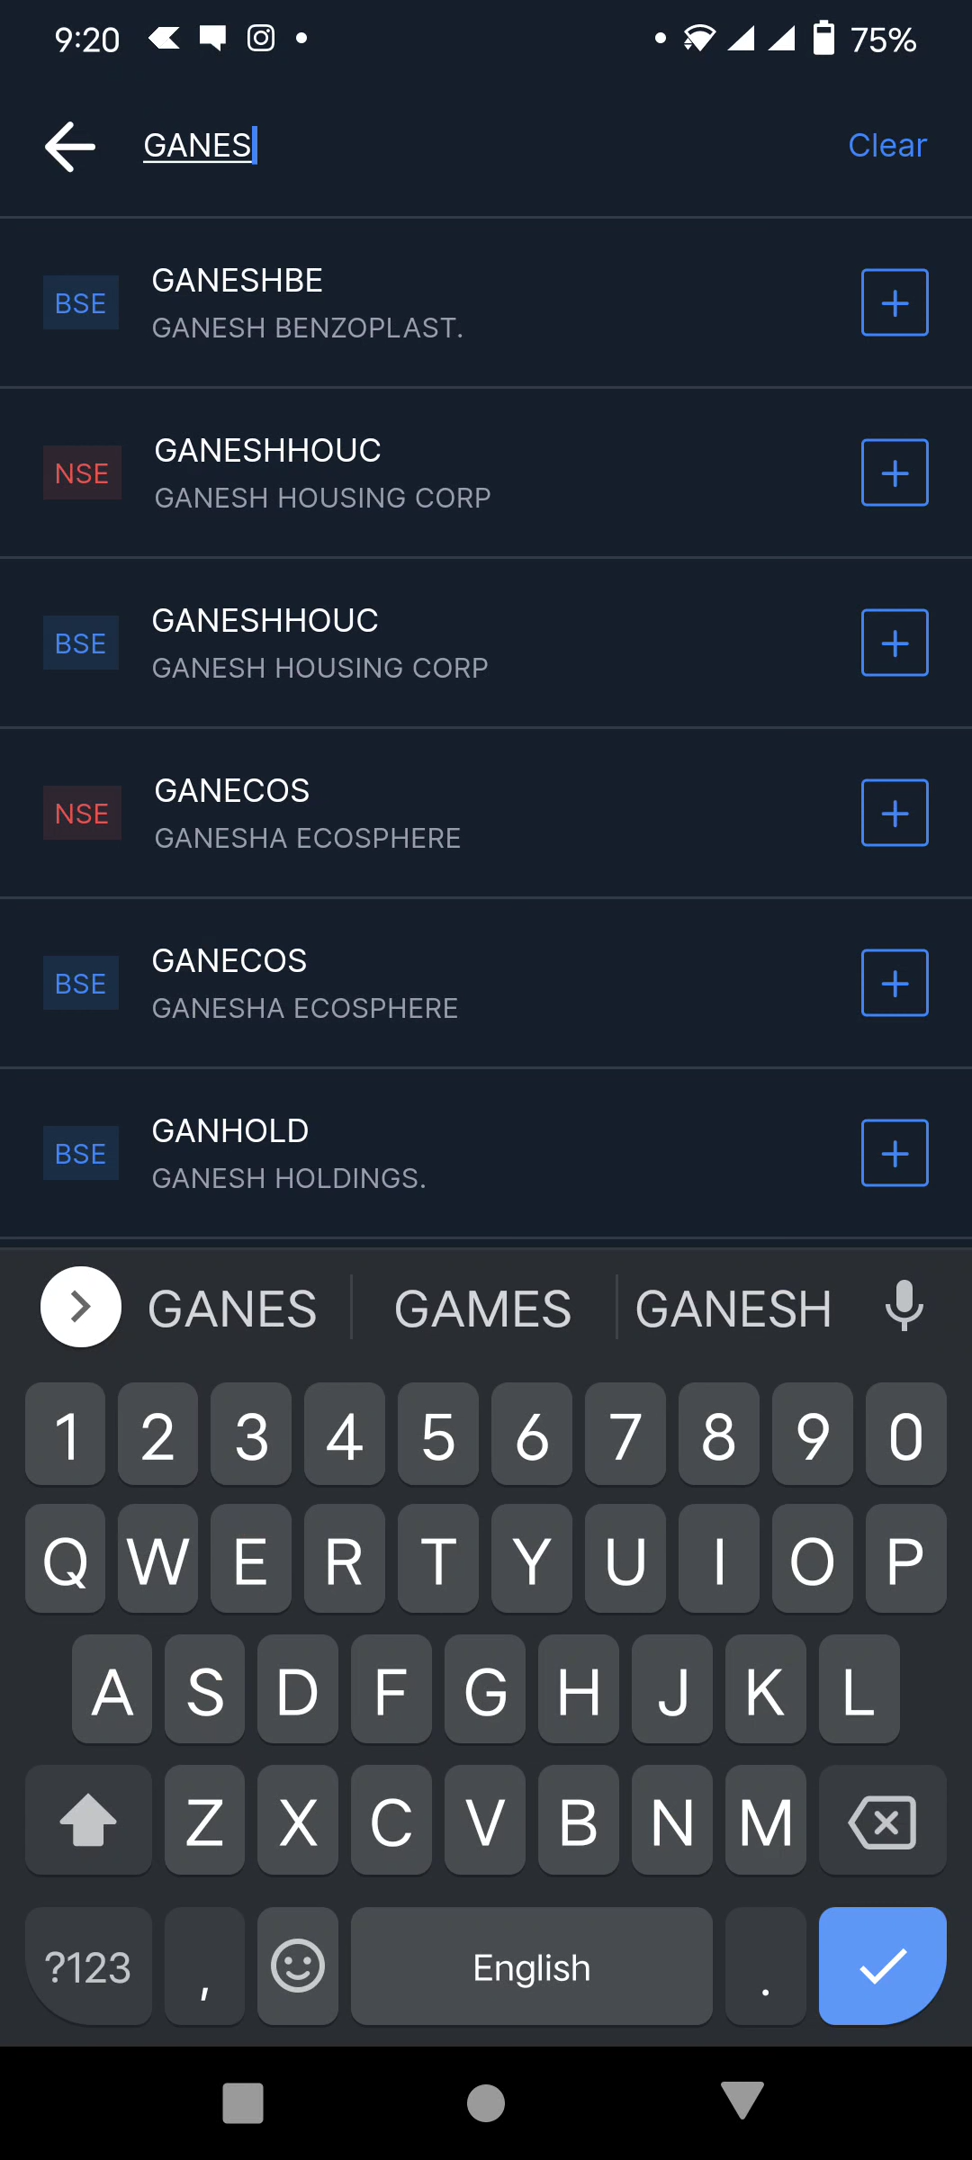 9:20 75%
GANES Clear
BSE GANESHBE
GANESH BENZOPLAST.
NSE GANESHHOUC
GANESH HOUSING CORP
BSE GANESHHOUC
GANESH HOUSING CORP
NSE GANECOS
GANESHA ECOSPHERE
BSE GANECOS
GANESHA ECOSPHERE
BSE GANHOLD
GANESH HOLDINGS.
GANES GAMES GANESH
1 2 3 4 5 6 7 8 9 0
Q W E R T Y U I O P
A S D F G H J K L
Z X C V B N M
?123 , English .